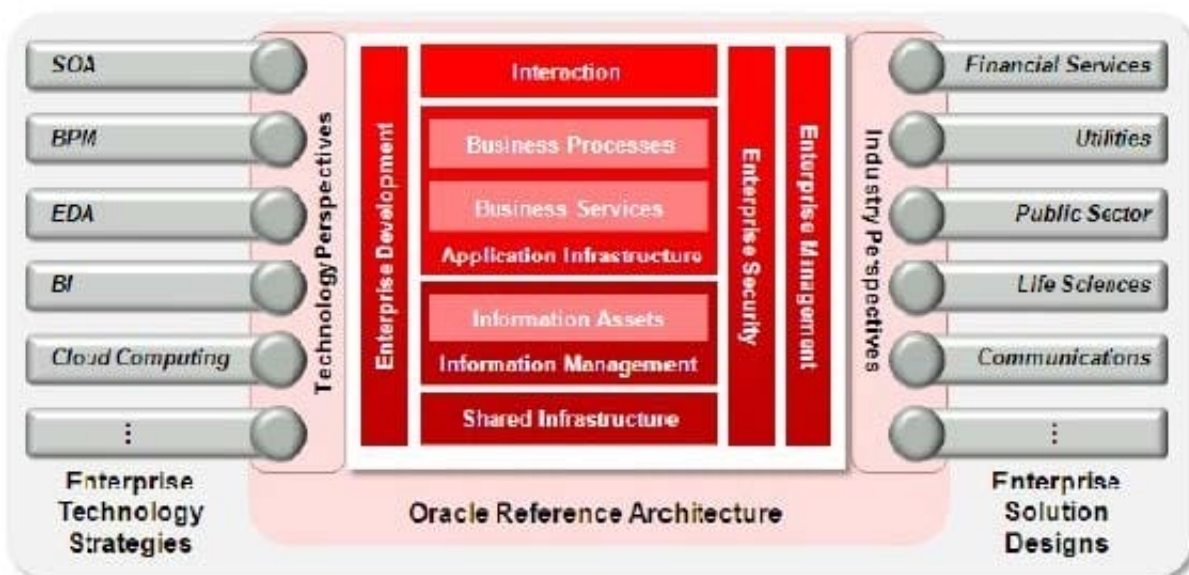 SOA
BPM
EDA
BI
Cloud Computing
⋮
Enterprise
Technology
Strategies
Technology Perspectives
Enterprise Development
Interaction
Business Processes
Business Services
Application Infrastructure
Information Assets
Information Management
Shared Infrastructure
Enterprise Security
Enterprise Management
Oracle Reference Architecture
Industry Perspectives
Financial Services
Utilities
Public Sector
Life Sciences
Communications
⋮
Enterprise
Solution
Designs